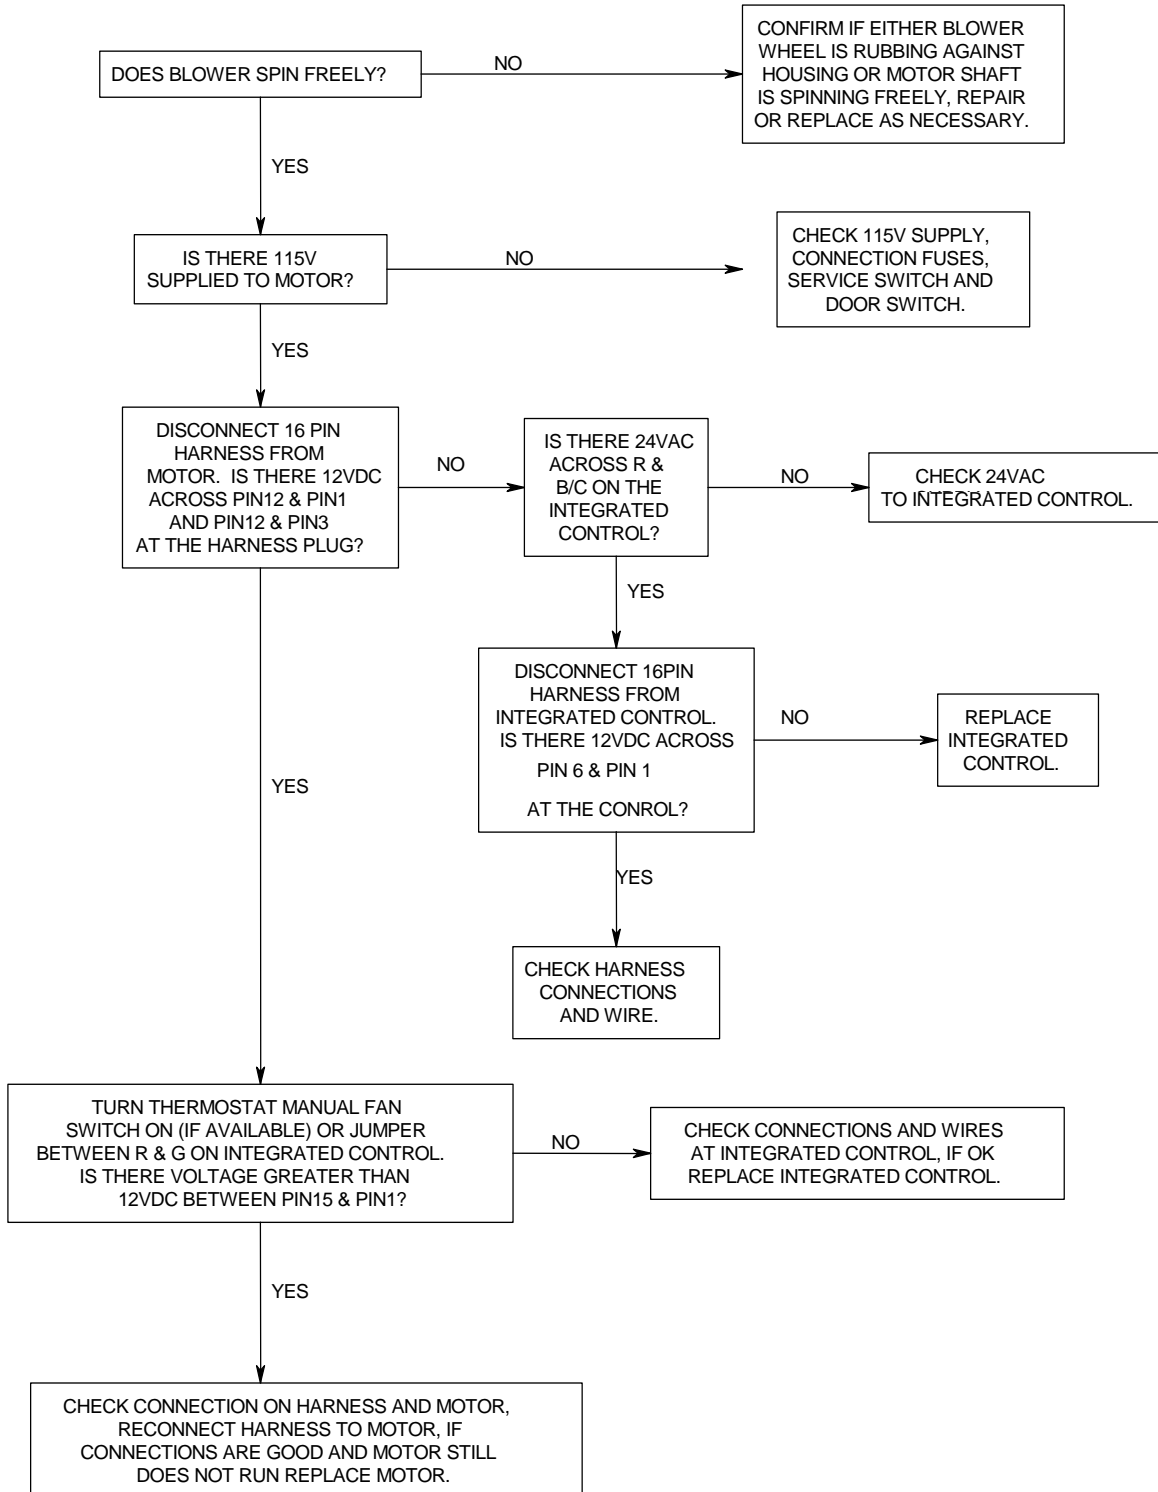 DOES BLOWER SPIN FREELY?
NO
CONFIRM IF EITHER BLOWER
WHEEL IS RUBBING AGAINST
HOUSING OR MOTOR SHAFT
IS SPINNING FREELY, REPAIR
OR REPLACE AS NECESSARY.
YES
IS THERE 115V
SUPPLIED TO MOTOR?
NO
CHECK 115V SUPPLY,
CONNECTION FUSES,
SERVICE SWITCH AND
DOOR SWITCH.
YES
DISCONNECT 16 PIN
HARNESS FROM
MOTOR. IS THERE 12VDC
ACROSS PIN12 & PIN1
AND PIN12 & PIN3
AT THE HARNESS PLUG?
NO
IS THERE 24VAC
ACROSS R &
B/C ON THE
INTEGRATED
CONTROL?
NO
CHECK 24VAC
TO INTEGRATED CONTROL.
YES
DISCONNECT 16PIN
HARNESS FROM
INTEGRATED CONTROL.
IS THERE 12VDC ACROSS
PIN 6 & PIN 1
AT THE CONROL?
NO
REPLACE
INTEGRATED
CONTROL.
YES
YES
CHECK HARNESS
CONNECTIONS
AND WIRE.
TURN THERMOSTAT MANUAL FAN
SWITCH ON (IF AVAILABLE) OR JUMPER
BETWEEN R & G ON INTEGRATED CONTROL.
IS THERE VOLTAGE GREATER THAN
12VDC BETWEEN PIN15 & PIN1?
NO
CHECK CONNECTIONS AND WIRES
AT INTEGRATED CONTROL, IF OK
REPLACE INTEGRATED CONTROL.
YES
CHECK CONNECTION ON HARNESS AND MOTOR,
RECONNECT HARNESS TO MOTOR, IF
CONNECTIONS ARE GOOD AND MOTOR STILL
DOES NOT RUN REPLACE MOTOR.